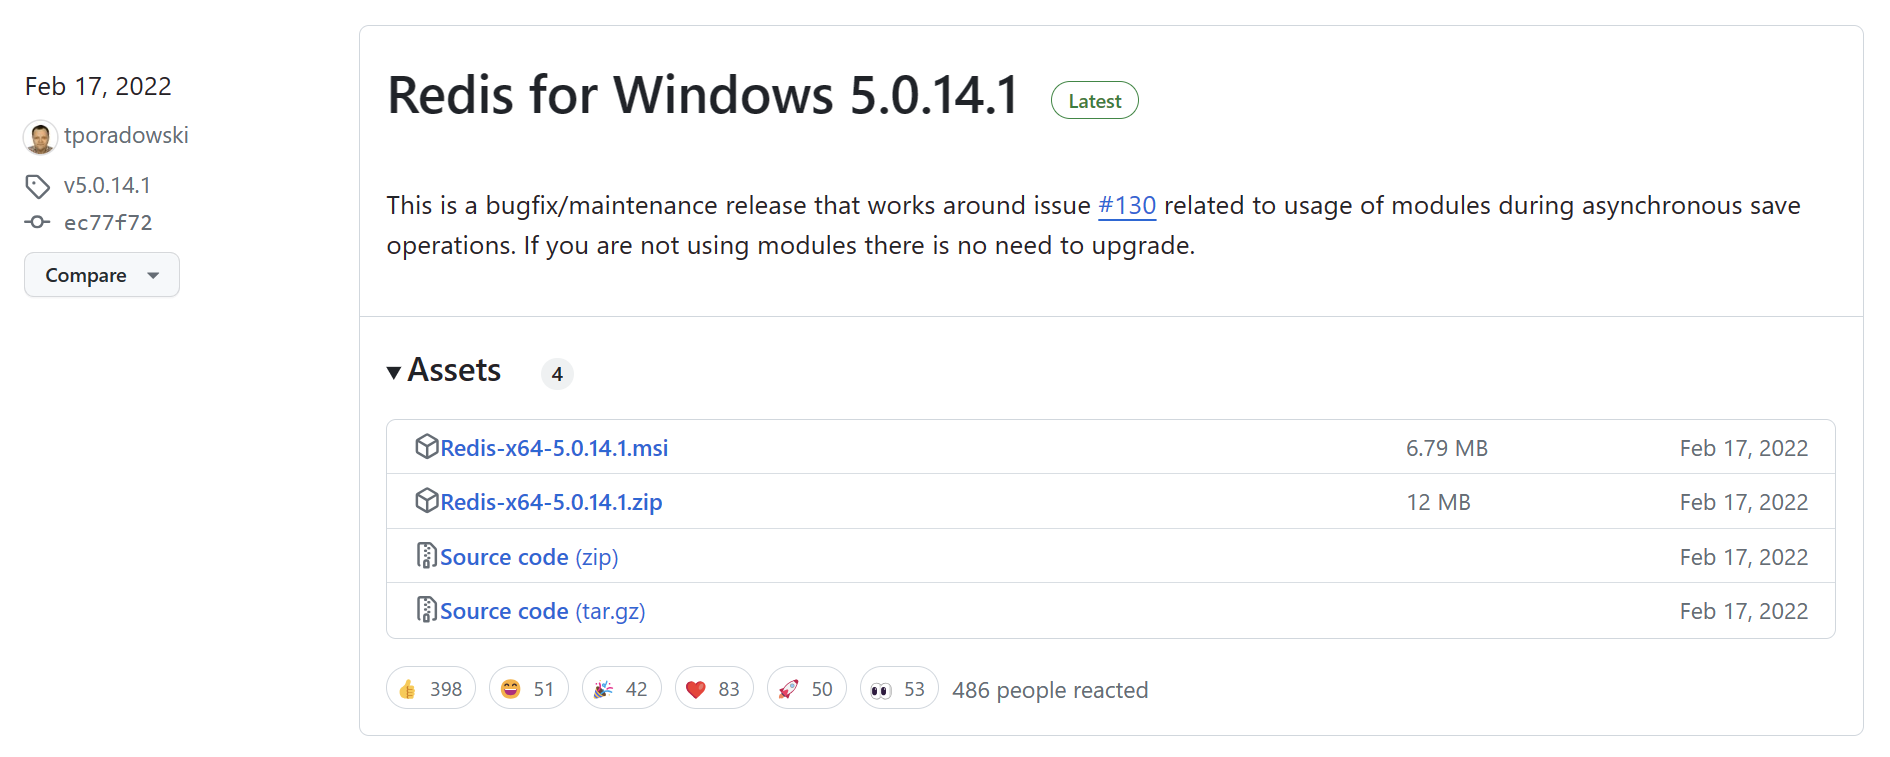 Feb 17, 2022
tporadowski
v5.0.14.1
ec77f72
Compare
Redis for Windows 5.0.14.1 Latest
This is a bugfix/maintenance release that works around issue #130 related to usage of modules during asynchronous save
operations. If you are not using modules there is no need to upgrade.
Assets 4
Redis-x64-5.0.14.1.msi 6.79 MB Feb 17, 2022
Redis-x64-5.0.14.1.zip 12 MB Feb 17, 2022
Source code (zip) Feb 17, 2022
Source code (tar.gz) Feb 17, 2022
398 51 42 83 50 53 486 people reacted